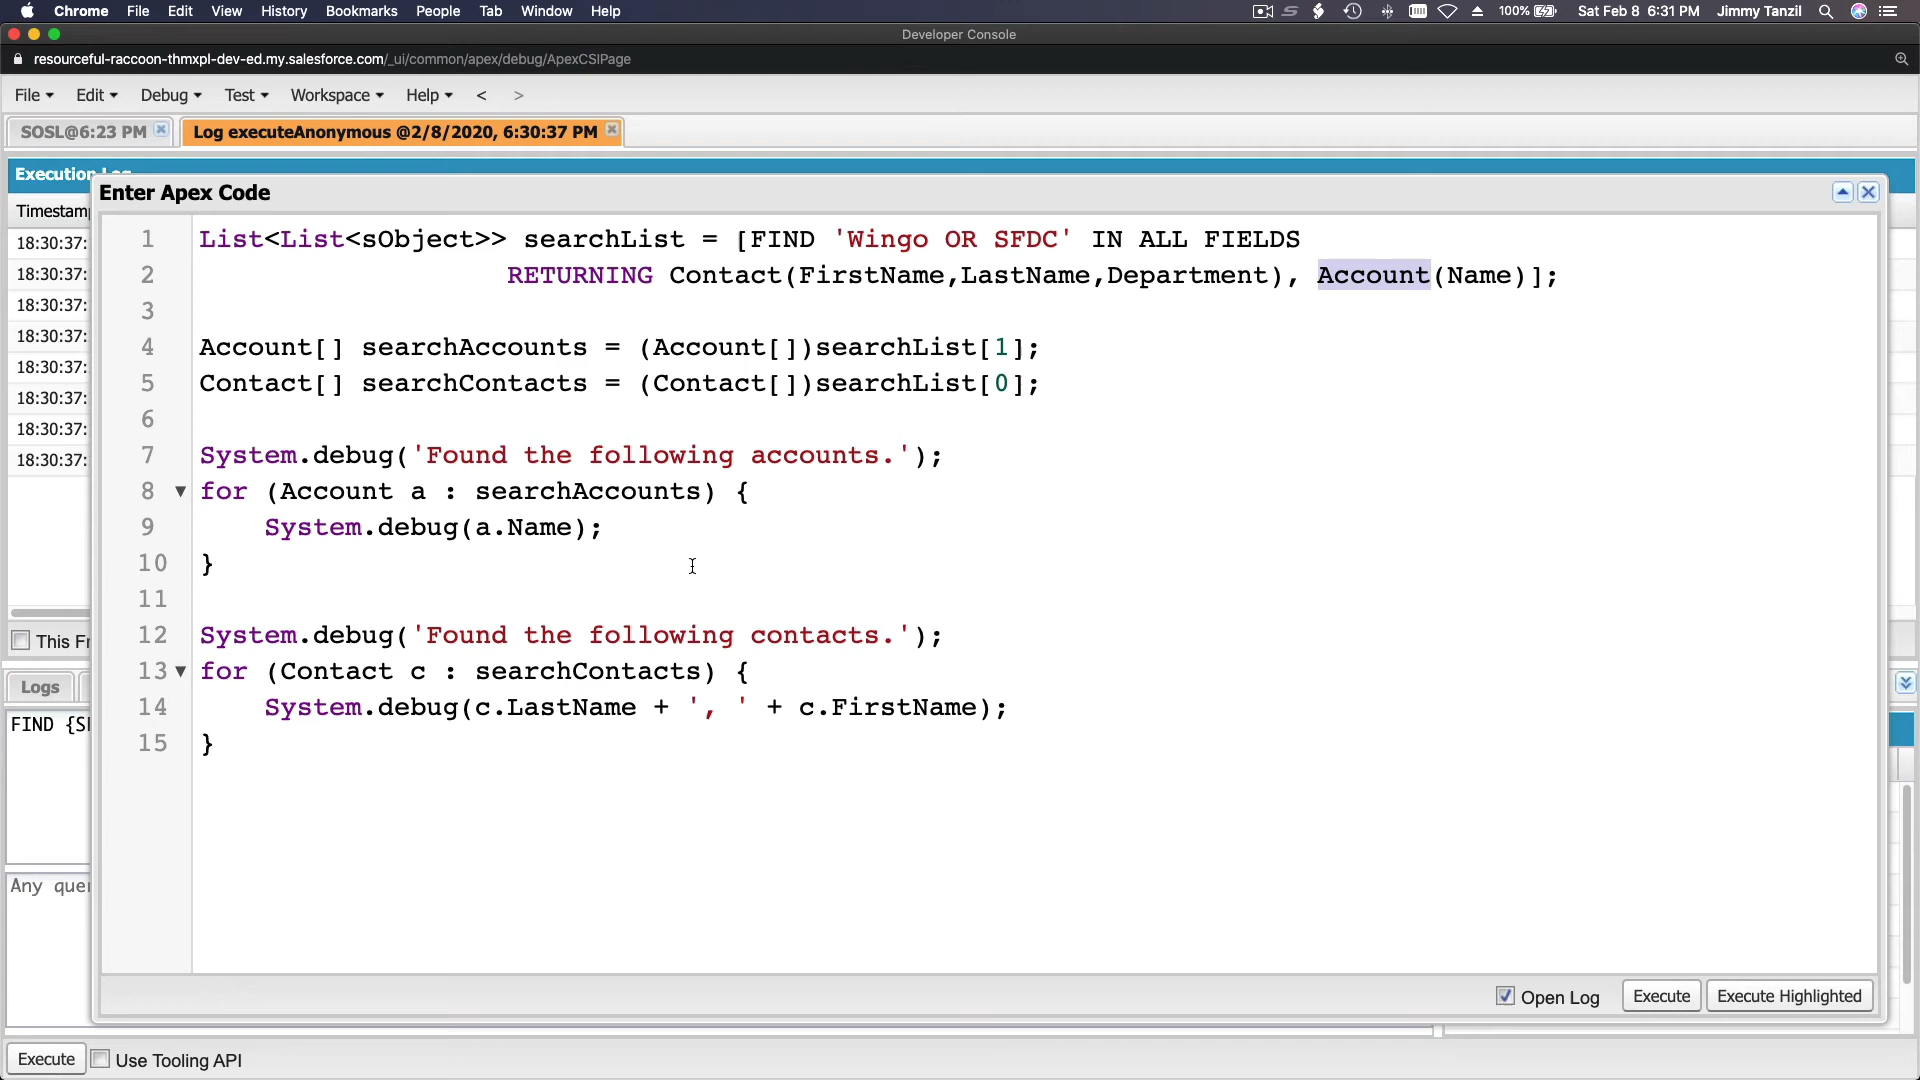 Chrome File Edit View History Bookmarks People Tab Window Help 100% Sat Feb 8 6:31 PM Jimmy Tanzil
Developer Console
resourceful-raccoon-thmxpl-dev-ed.my.salesforce.com/_ui/common/apex/debug/ApexCSIPage
File Edit Debug Test Workspace Help < >
SOSL@6:23 PM Log executeAnonymous @2/8/2020, 6:30:37 PM
Execution Log
Enter Apex Code
Timestam
18:30:37:
18:30:37:
18:30:37:
18:30:37:
18:30:37:
18:30:37:
18:30:37:
18:30:37:
1 List<List<sObject>> searchList = [FIND 'Wingo OR SFDC' IN ALL FIELDS
2 RETURNING Contact(FirstName,LastName,Department), Account(Name)];
3
4 Account[] searchAccounts = (Account[])searchList[1];
5 Contact[] searchContacts = (Contact[])searchList[0];
6
7 System.debug('Found the following accounts.');
8 for (Account a : searchAccounts) {
9 System.debug(a.Name);
10 }
11
12 System.debug('Found the following contacts.');
13 for (Contact c : searchContacts) {
14 System.debug(c.LastName + ', ' + c.FirstName);
15 }
This Fr
Logs
FIND {S
Any que
Open Log Execute Execute Highlighted
Execute Use Tooling API